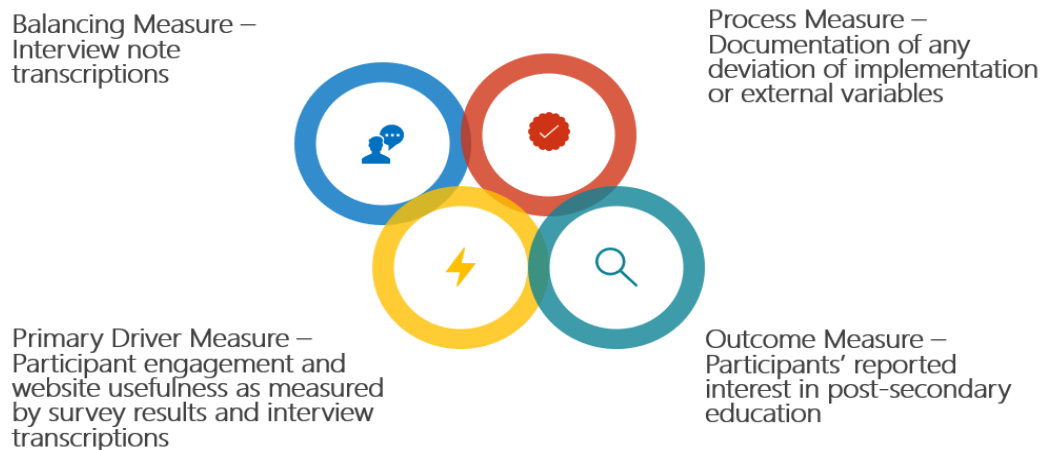 Balancing Measure –
Interview note
transcriptions
Process Measure –
Documentation of any
deviation of implementation
or external variables
Primary Driver Measure –
Participant engagement and
website usefulness as measured
by survey results and interview
transcriptions
Outcome Measure –
Participants’ reported
interest in post-secondary
education